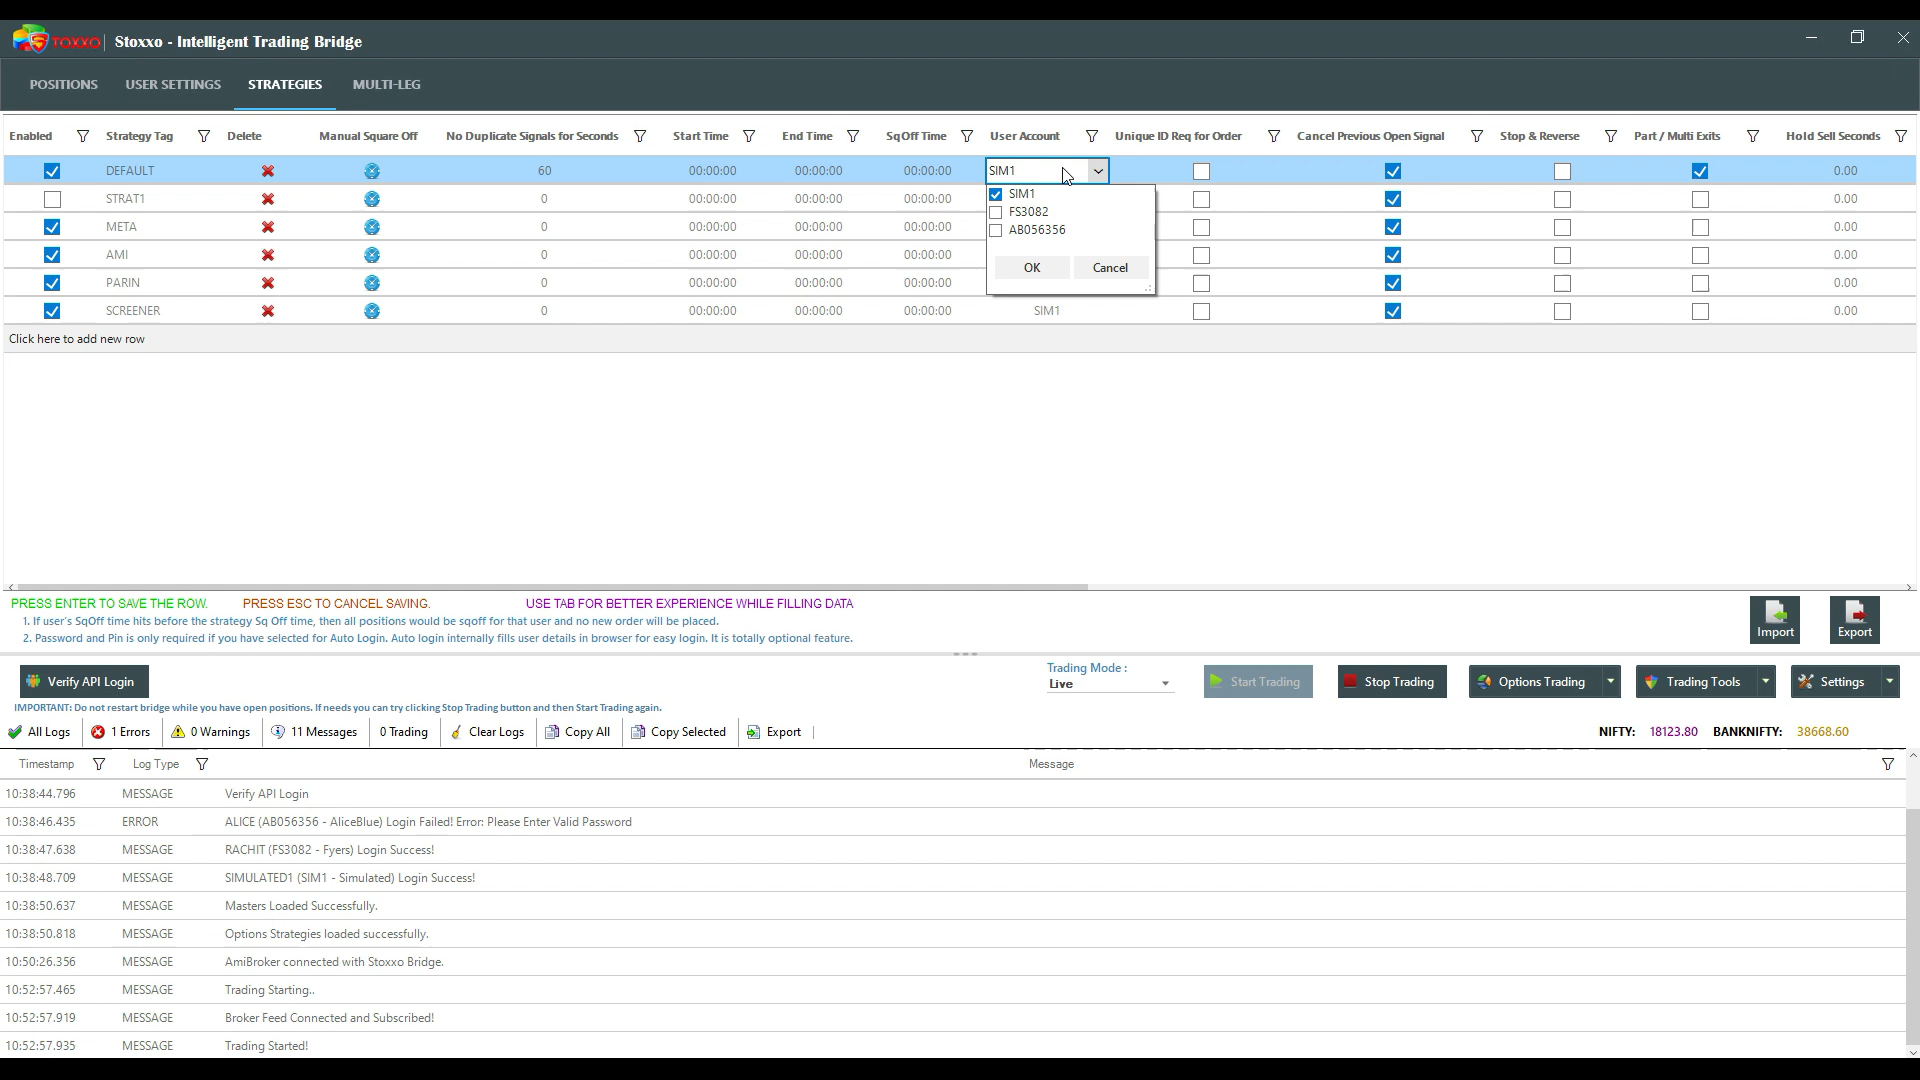 TOXXO Stoxxo - Intelligent Trading Bridge
POSITIONS USER SETTINGS STRATEGIES MULTI-LEG
Enabled Strategy Tag Delete Manual Square Off No Duplicate Signals for Seconds Start Time End Time SqOff Time User Account Unique ID Req for Order Cancel Previous Open Signal Stop & Reverse Part / Multi Exits Hold Sell Seconds
DEFAULT 60 00:00:00 00:00:00 00:00:00 SIM1 0.00
STRAT1 0 00:00:00 00:00:00 00:00:00 SIM1 0.00
META 0 00:00:00 00:00:00 00:00:00 FS3082 0.00
AB056356
AMI 0 00:00:00 00:00:00 00:00:00 0.00
OK Cancel
PARIN 0 00:00:00 00:00:00 00:00:00 0.00
SCREENER 0 00:00:00 00:00:00 00:00:00 SIM1 0.00
Click here to add new row
PRESS ENTER TO SAVE THE ROW. PRESS ESC TO CANCEL SAVING. USE TAB FOR BETTER EXPERIENCE WHILE FILLING DATA
1. If user's SqOff time hits before the strategy Sq Off time, then all positions would be sqoff for that user and no new order will be placed.
2. Password and Pin is only required if you have selected for Auto Login. Auto login internally fills user details in browser for easy login. It is totally optional feature.
Import Export
Verify API Login Trading Mode : Live Start Trading Stop Trading Options Trading Trading Tools Settings
IMPORTANT: Do not restart bridge while you have open positions. If needs you can try clicking Stop Trading button and then Start Trading again.
All Logs 1 Errors 0 Warnings 11 Messages 0 Trading Clear Logs Copy All Copy Selected Export NIFTY: 18123.80 BANKNIFTY: 38668.60
Timestamp Log Type Message
10:38:44.796 MESSAGE Verify API Login
10:38:46.435 ERROR ALICE (AB056356 - AliceBlue) Login Failed! Error: Please Enter Valid Password
10:38:47.638 MESSAGE RACHIT (FS3082 - Fyers) Login Success!
10:38:48.709 MESSAGE SIMULATED1 (SIM1 - Simulated) Login Success!
10:38:50.637 MESSAGE Masters Loaded Successfully.
10:38:50.818 MESSAGE Options Strategies loaded successfully.
10:50:26.356 MESSAGE AmiBroker connected with Stoxxo Bridge.
10:52:57.465 MESSAGE Trading Starting..
10:52:57.919 MESSAGE Broker Feed Connected and Subscribed!
10:52:57.935 MESSAGE Trading Started!